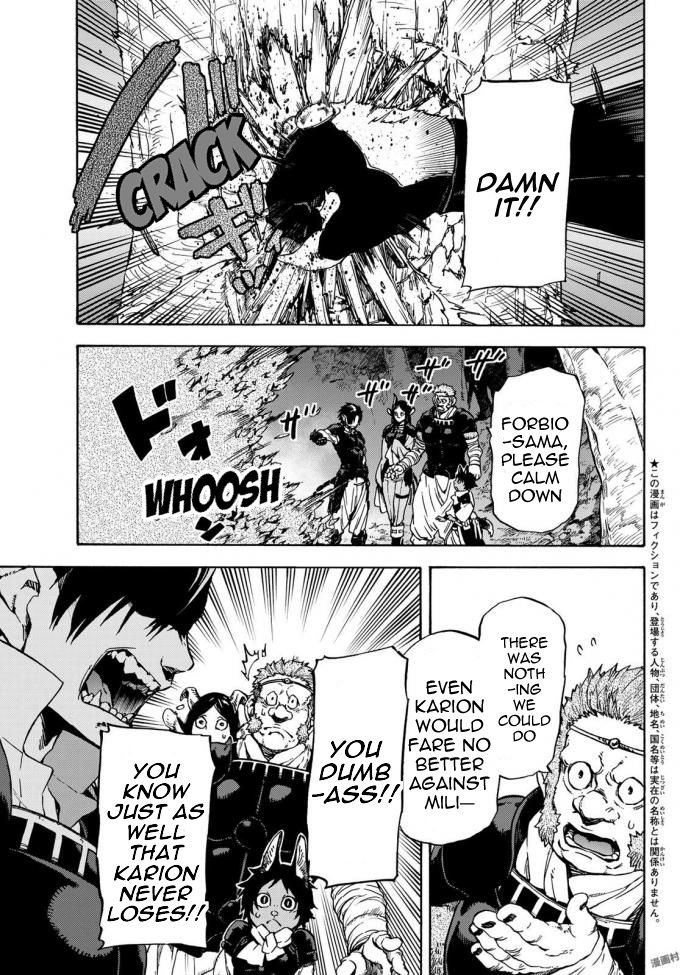 DAMN
IT!!
バギ
CRACK
FORBIO
-SAMA,
PLEASE
CALM
DOWN
ザザ
ザザ
ザザ
ドォン
WHOOSH
THERE
WAS
NOTH
-ING WE
COULD
DO
EVEN
KARION
WOULD
FARE NO
BETTER
AGAINST
MILI—
YOU
DUMB
-ASS!!
YOU
KNOW
JUST AS
WELL
THAT
KARION
NEVER
LOSES!!
★この漫画はフィクションであり、登場する人物、団体、地名、国名等は実在の名称とは関係ありません。
漫画村